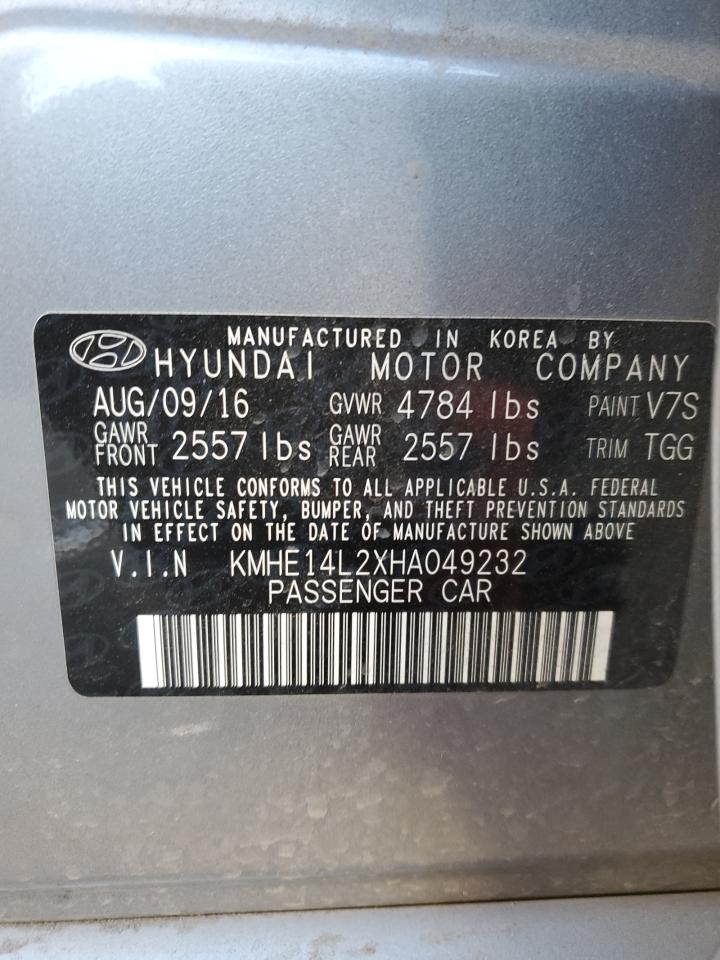 MANUFACTURED IN KOREA BY
HYUNDAI MOTOR COMPANY
AUG/09/16 GVWR 4784 lbs PAINT V7S
GAWR FRONT 2557 lbs GAWR REAR 2557 lbs TRIM TGG
THIS VEHICLE CONFORMS TO ALL APPLICABLE U.S.A. FEDERAL
MOTOR VEHICLE SAFETY, BUMPER, AND THEFT PREVENTION STANDARDS
IN EFFECT ON THE DATE OF MANUFACTURE SHOWN ABOVE
V.I.N KMHE14L2XHA049232
PASSENGER CAR